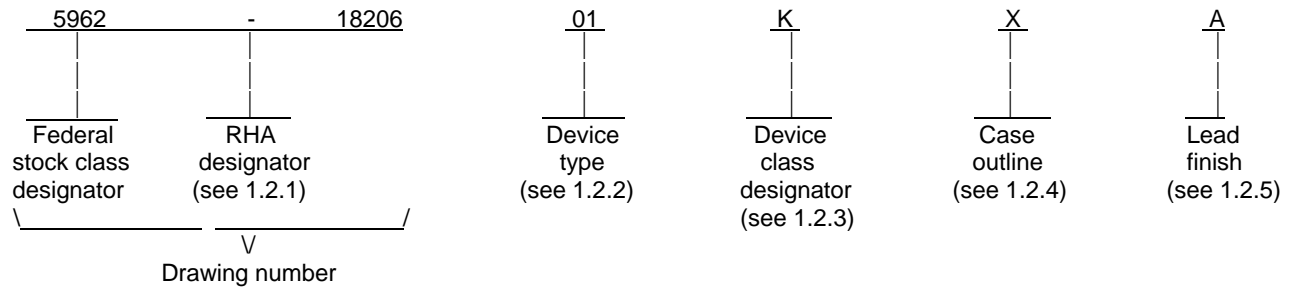 5962 - 18206 01 K X A
Federal stock class designator
RHA designator (see 1.2.1)
Device type (see 1.2.2)
Device class designator (see 1.2.3)
Case outline (see 1.2.4)
Lead finish (see 1.2.5)
Drawing number